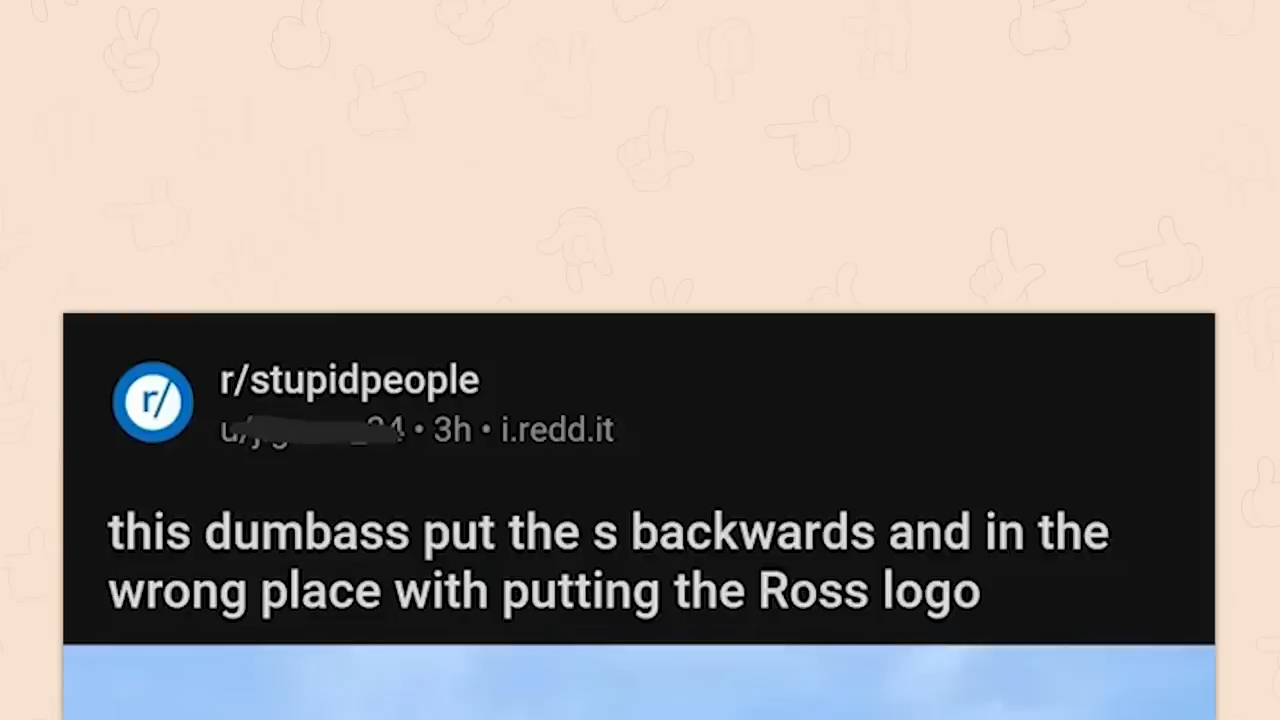 r/
r/stupidpeople
• 3h • i.redd.it
this dumbass put the s backwards and in the
wrong place with putting the Ross logo